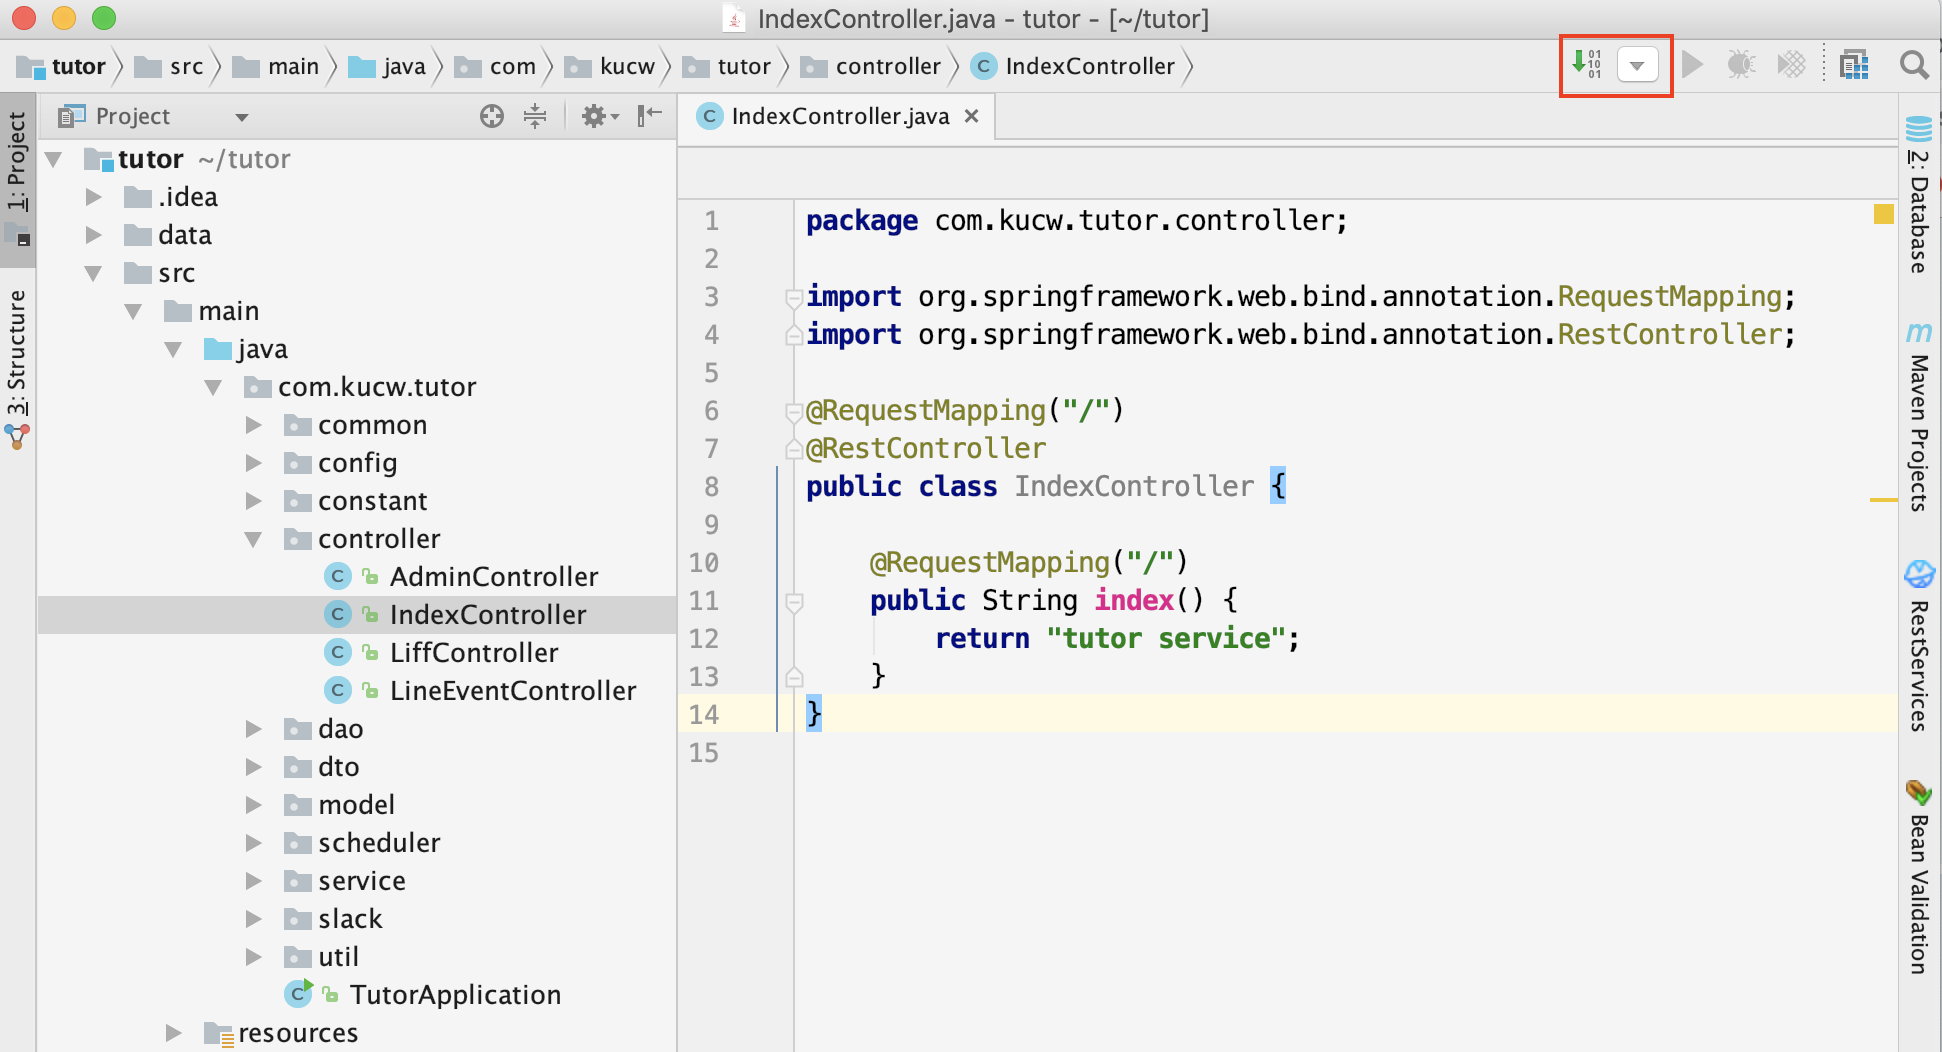 IndexController.java - tutor - [~/tutor]
tutor src main java com kucw tutor controller C IndexController
01
10
01
1: Project
3: Structure
Project
tutor ~/tutor
.idea
data
src
main
java
com.kucw.tutor
common
config
constant
controller
C AdminController
C IndexController
C LiffController
C LineEventController
dao
dto
model
scheduler
service
slack
util
C TutorApplication
resources
C IndexController.java ×
1 package com.kucw.tutor.controller;
2
3 import org.springframework.web.bind.annotation.RequestMapping;
4 import org.springframework.web.bind.annotation.RestController;
5
6 @RequestMapping("/")
7 @RestController
8 public class IndexController {
9
10 @RequestMapping("/")
11 public String index() {
12 return "tutor service";
13 }
14 }
15
2: Database
m Maven Projects
RestServices
Bean Validation